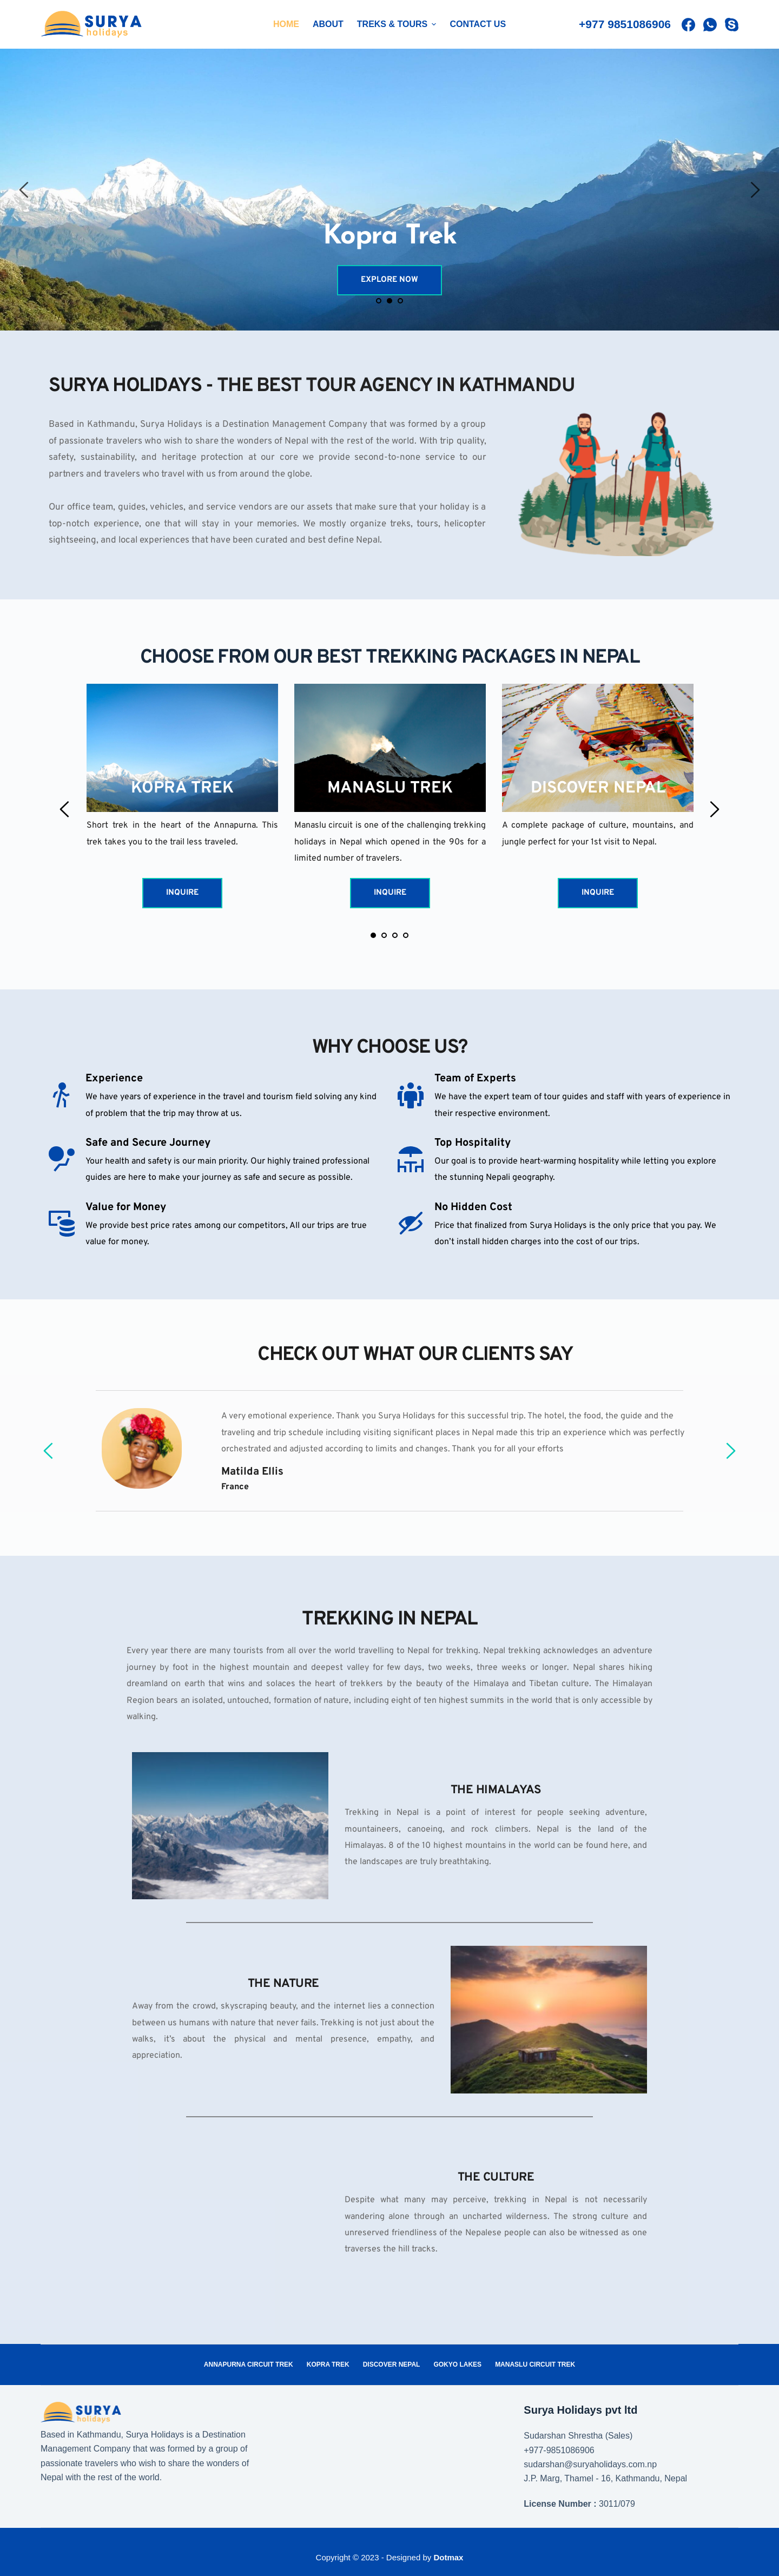 SURYA
holidays
HOME ABOUT TREKS & TOURS CONTACT US
+977 9851086906
Kopra Trek
EXPLORE NOW
SURYA HOLIDAYS - THE BEST TOUR AGENCY IN KATHMANDU
Based in Kathmandu, Surya Holidays is a Destination Management Company that was formed by a group
of passionate travelers who wish to share the wonders of Nepal with the rest of the world. With trip quality,
safety, sustainability, and heritage protection at our core we provide second-to-none service to our
partners and travelers who travel with us from around the globe.
Our office team, guides, vehicles, and service vendors are our assets that make sure that your holiday is a
top-notch experience, one that will stay in your memories. We mostly organize treks, tours, helicopter
sightseeing, and local experiences that have been curated and best define Nepal.
CHOOSE FROM OUR BEST TREKKING PACKAGES IN NEPAL
KOPRA TREK
Short trek in the heart of the Annapurna. This
trek takes you to the trail less traveled.
INQUIRE
MANASLU TREK
Manaslu circuit is one of the challenging trekking
holidays in Nepal which opened in the 90s for a
limited number of travelers.
INQUIRE
DISCOVER NEPAL
A complete package of culture, mountains, and
jungle perfect for your 1st visit to Nepal.
INQUIRE
WHY CHOOSE US?
Experience
We have years of experience in the travel and tourism field solving any kind
of problem that the trip may throw at us.
Team of Experts
We have the expert team of tour guides and staff with years of experience in
their respective environment.
Safe and Secure Journey
Your health and safety is our main priority. Our highly trained professional
guides are here to make your journey as safe and secure as possible.
Top Hospitality
Our goal is to provide heart-warming hospitality while letting you explore
the stunning Nepali geography.
Value for Money
We provide best price rates among our competitors, All our trips are true
value for money.
No Hidden Cost
Price that finalized from Surya Holidays is the only price that you pay. We
don't install hidden charges into the cost of our trips.
CHECK OUT WHAT OUR CLIENTS SAY
A very emotional experience. Thank you Surya Holidays for this successful trip. The hotel, the food, the guide and the
traveling and trip schedule including visiting significant places in Nepal made this trip an experience which was perfectly
orchestrated and adjusted according to limits and changes. Thank you for all your efforts
Matilda Ellis
France
TREKKING IN NEPAL
Every year there are many tourists from all over the world travelling to Nepal for trekking. Nepal trekking acknowledges an adventure
journey by foot in the highest mountain and deepest valley for few days, two weeks, three weeks or longer. Nepal shares hiking
dreamland on earth that wins and solaces the heart of trekkers by the beauty of the Himalaya and Tibetan culture. The Himalayan
Region bears an isolated, untouched, formation of nature, including eight of ten highest summits in the world that is only accessible by
walking.
THE HIMALAYAS
Trekking in Nepal is a point of interest for people seeking adventure,
mountaineers, canoeing, and rock climbers. Nepal is the land of the
Himalayas. 8 of the 10 highest mountains in the world can be found here, and
the landscapes are truly breathtaking.
THE NATURE
Away from the crowd, skyscraping beauty, and the internet lies a connection
between us humans with nature that never fails. Trekking is not just about the
walks, it's about the physical and mental presence, empathy, and
appreciation.
THE CULTURE
Despite what many may perceive, trekking in Nepal is not necessarily
wandering alone through an uncharted wilderness. The strong culture and
unreserved friendliness of the Nepalese people can also be witnessed as one
traverses the hill tracks.
ANNAPURNA CIRCUIT TREK KOPRA TREK DISCOVER NEPAL GOKYO LAKES MANASLU CIRCUIT TREK
SURYA
holidays
Based in Kathmandu, Surya Holidays is a Destination
Management Company that was formed by a group of
passionate travelers who wish to share the wonders of
Nepal with the rest of the world.
Surya Holidays pvt ltd
Sudarshan Shrestha (Sales)
+977-9851086906
sudarshan@suryaholidays.com.np
J.P. Marg, Thamel - 16, Kathmandu, Nepal
License Number : 3011/079
Copyright © 2023 - Designed by Dotmax